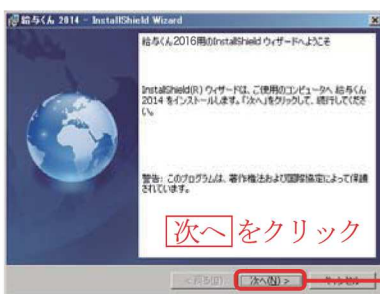 給与くん 2014 - InstallShield Wizard
給与くん2016用のInstallShield ウィザードへようこそ
InstallShield(R) ウィザードは、ご使用のコンピュータへ 給与くん
2014 をインストールします。「次へ」をクリックして、続行してくださ
い。
警告: このプログラムは、著作権法および国際協定によって保護
されています。
次へ をクリック
< 戻る(B) 次へ(N) > キャンセル